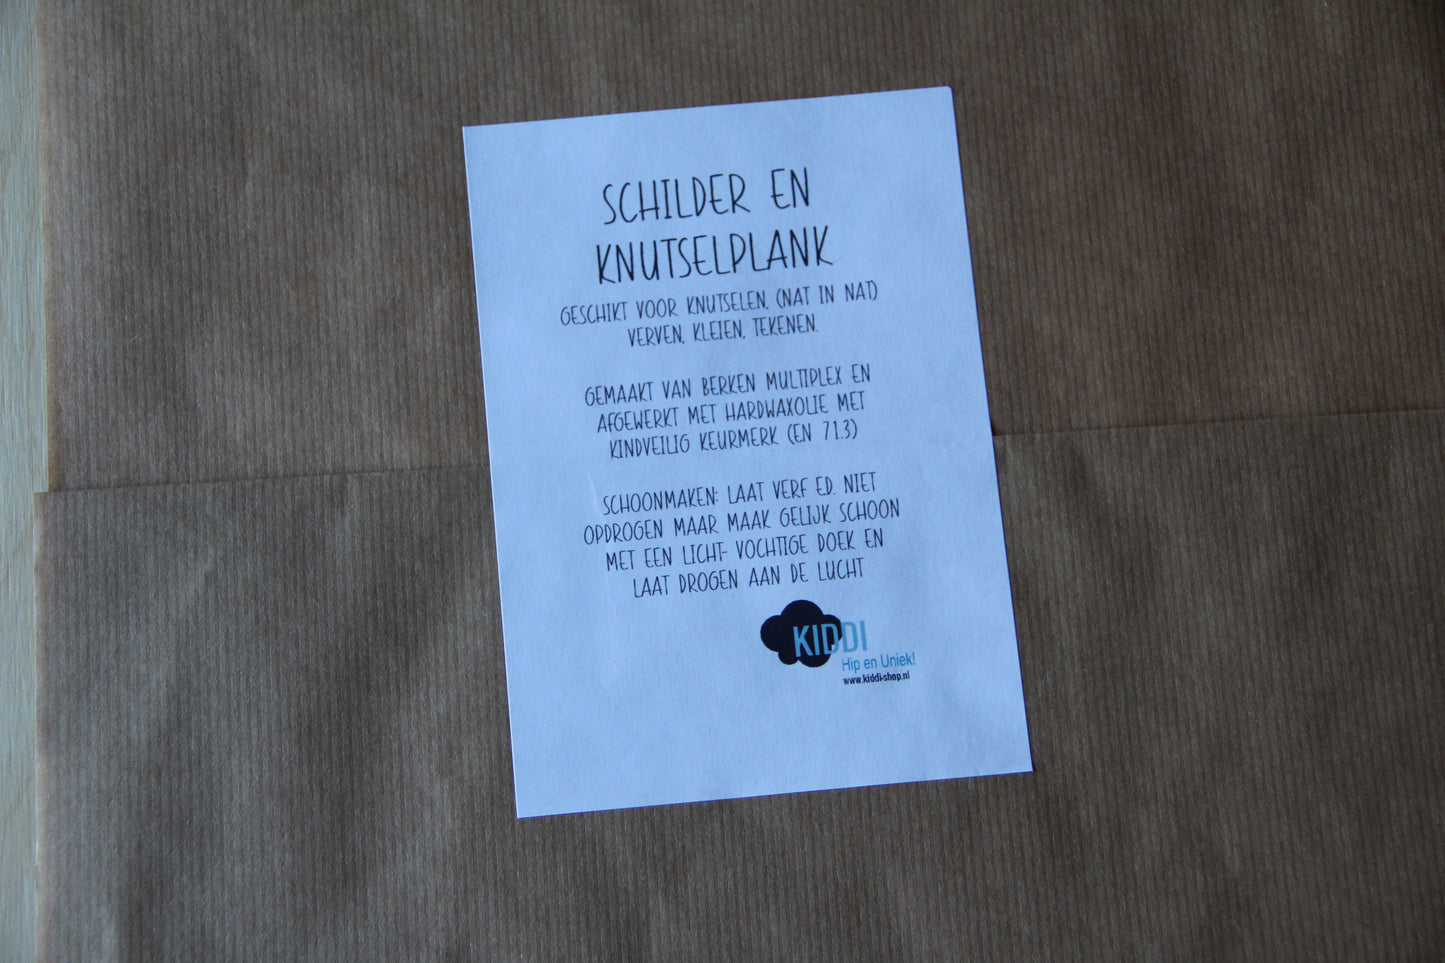 SCHILDER EN
KNUTSELPLANK
GESCHIKT VOOR KNUTSELEN, (NAT IN NAT)
VERVEN, KLEIEN, TEKENEN.
GEMAAKT VAN BERKEN MULTIPLEX EN
AFGEWERKT MET HARDWAXOLIE MET
KINDVEILIG KEURMERK (EN 71.3)
SCHOONMAKEN: LAAT VERF E.D. NIET
OPDROGEN MAAR MAAK GELIJK SCHOON
MET EEN LICHT- VOCHTIGE DOEK EN
LAAT DROGEN AAN DE LUCHT
KIDDI
Hip en Uniek!
www.kiddi-shop.nl